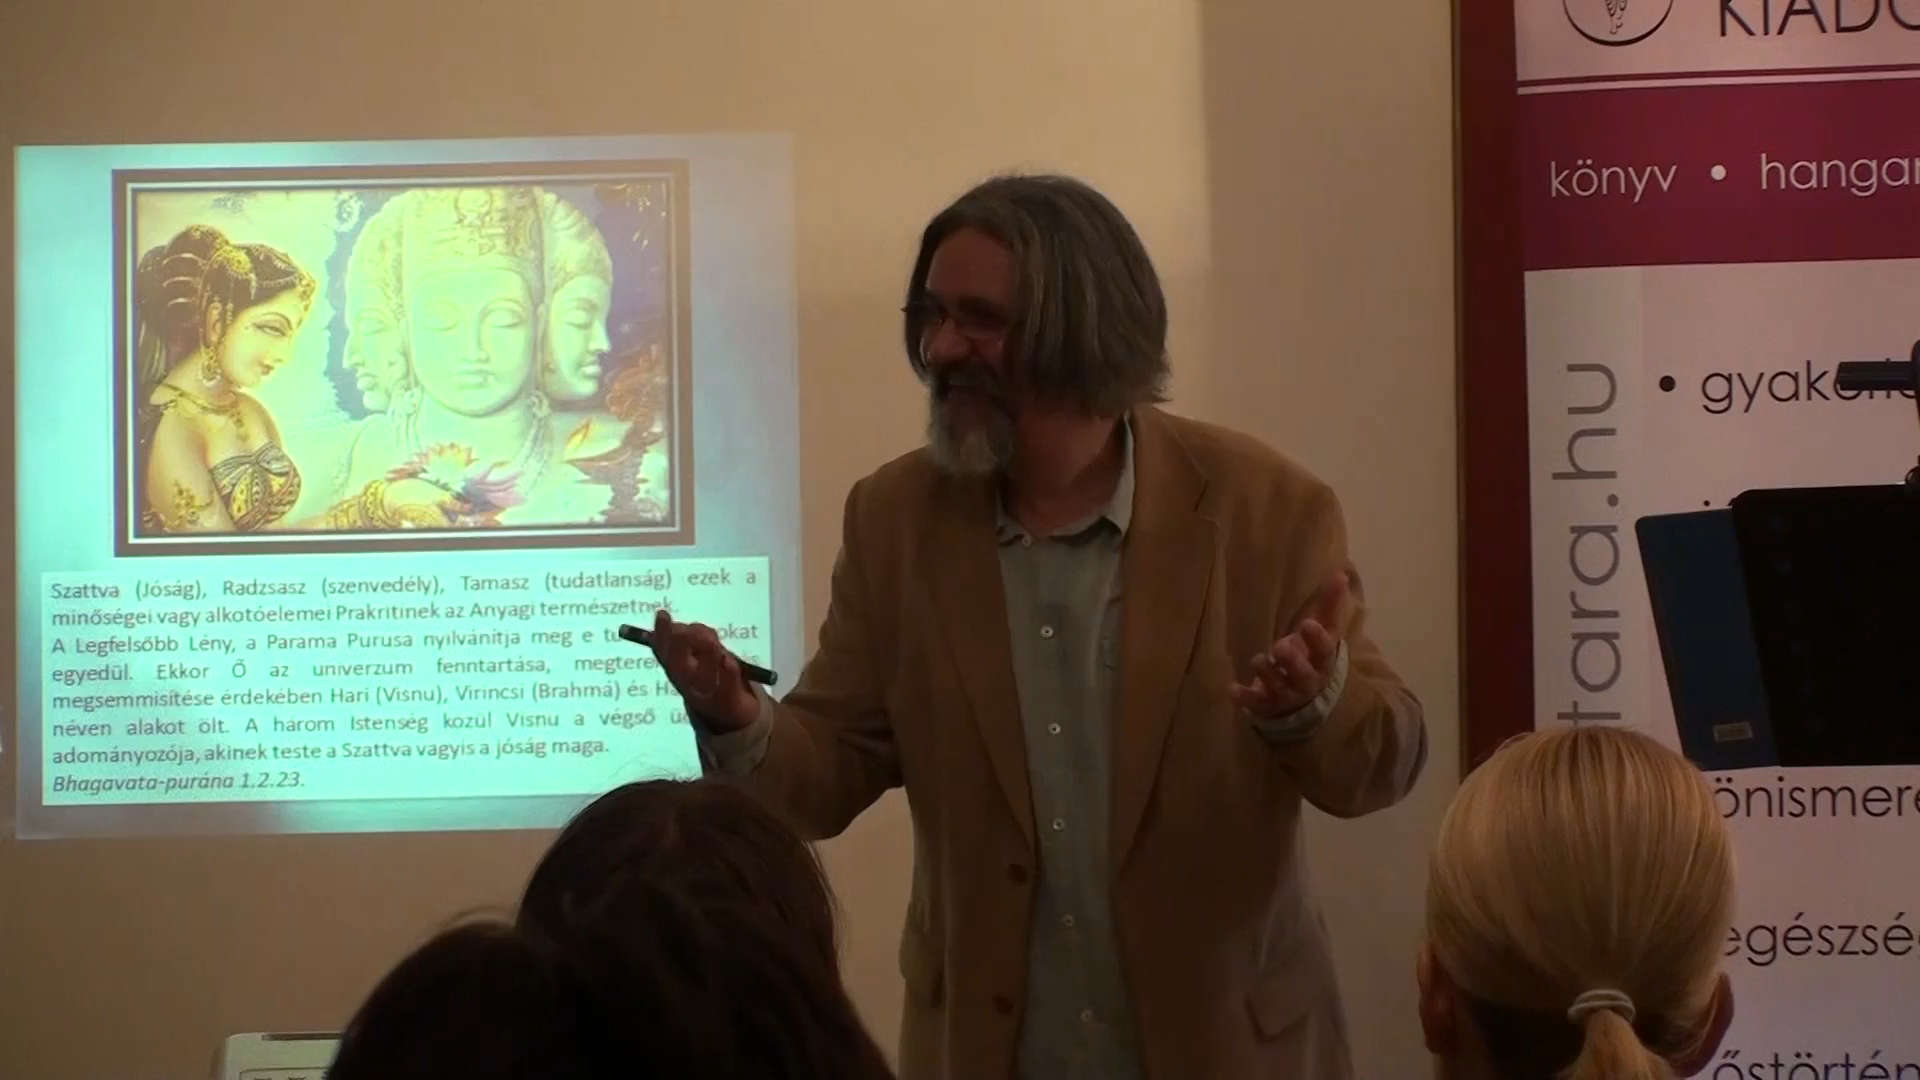 Szattva (Jóság), Radzsasz (szenvedély), Tamasz (tudatlanság) ezek a
minőségei vagy alkotóelemei Prakritinek az Anyagi természetnek.
A Legfelsőbb Lény, a Parama Purusa nyilvánítja meg e
egyedül. Ekkor Ő az univerzum fenntartása,
megsemmisítése érdekében Hari (Visnu), Virincsi (Brahmá) és
néven alakot ölt. A három Istenség közül Visnu a végső
adományozója, akinek teste a Szattva vagyis a jóság maga.
Bhagavata-purána 1.2.23.
KIADÓ
könyv • hangar
tara.hu
• gyako
önismere
egészsé
őstörtén